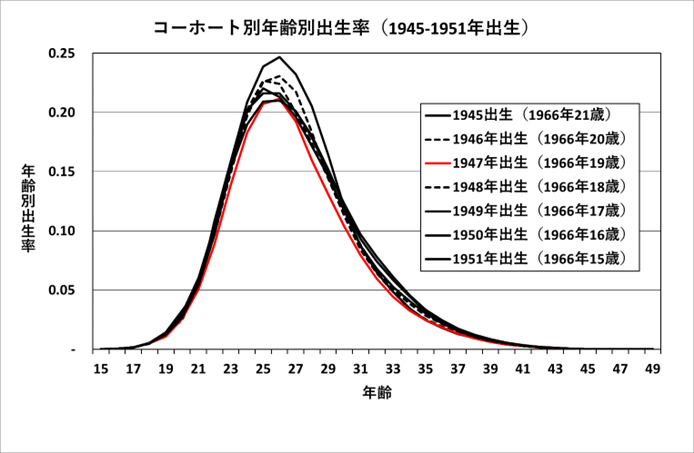 コーホート別年齢別出生率（1945-1951年出生）
0.25
0.20
0.15
0.10
0.05
-
年齢別出生率
1945出生（1966年21歳）
1946年出生（1966年20歳）
1947年出生（1966年19歳）
1948年出生（1966年18歳）
1949年出生（1966年17歳）
1950年出生（1966年16歳）
1951年出生（1966年15歳）
15 17 19 21 23 25 27 29 31 33 35 37 39 41 43 45 47 49
年齢